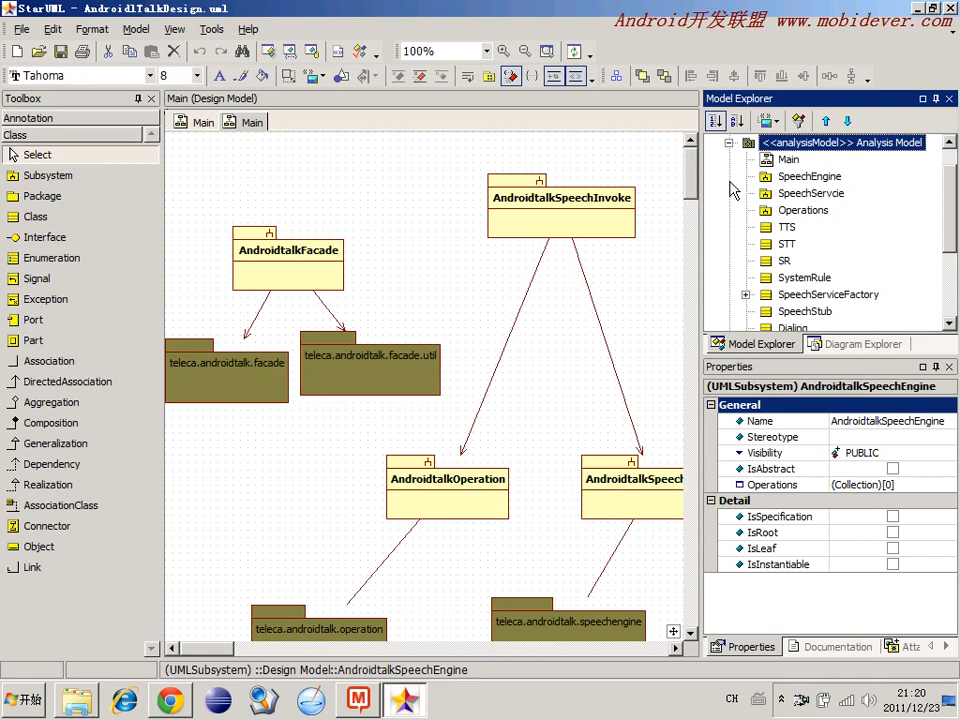 StarUML - AndroidlTalkDesign.uml
Android开发联盟 www.mobidever.com
File Edit Format Model View Tools Help
100%
Tahoma 8
Toolbox
Annotation
Class
Select
Subsystem
Package
Class
Interface
Enumeration
Signal
Exception
Port
Part
Association
DirectedAssociation
Aggregation
Composition
Generalization
Dependency
Realization
AssociationClass
Connector
Object
Link
Main (Design Model)
Main Main
AndroidtalkSpeechInvoke
AndroidtalkFacade
teleca.androidtalk.facade
teleca.androidtalk.facade.util
AndroidtalkOperation
AndroidtalkSpeech
teleca.androidtalk.operation
teleca.androidtalk.speechengine
Model Explorer
<<analysisModel>> Analysis Model
Main
SpeechEngine
SpeechServcie
Operations
TTS
STT
SR
SystemRule
SpeechServiceFactory
SpeechStub
Dialing
Model Explorer Diagram Explorer
Properties
(UMLSubsystem) AndroidtalkSpeechEngine
General
Name AndroidtalkSpeechEngine
Stereotype
Visibility PUBLIC
IsAbstract
Operations (Collection)[0]
Detail
IsSpecification
IsRoot
IsLeaf
IsInstantiable
Properties Documentation Atta
(UMLSubsystem) ::Design Model::AndroidtalkSpeechEngine
开始
CH
21:20
2011/12/23